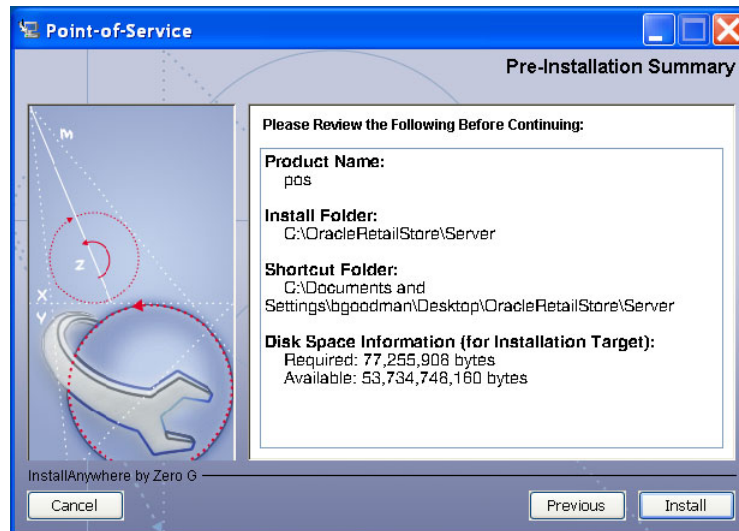 Point-of-Service
Pre-Installation Summary
M
Z
X
Y
Please Review the Following Before Continuing:
Product Name:
pos
Install Folder:
C:\OracleRetailStore\Server
Shortcut Folder:
C:\Documents and
Settings\bgoodman\Desktop\OracleRetailStore\Server
Disk Space Information (for Installation Target):
Required: 77,255,908 bytes
Available: 53,734,748,160 bytes
InstallAnywhere by Zero G
Cancel
Previous
Install